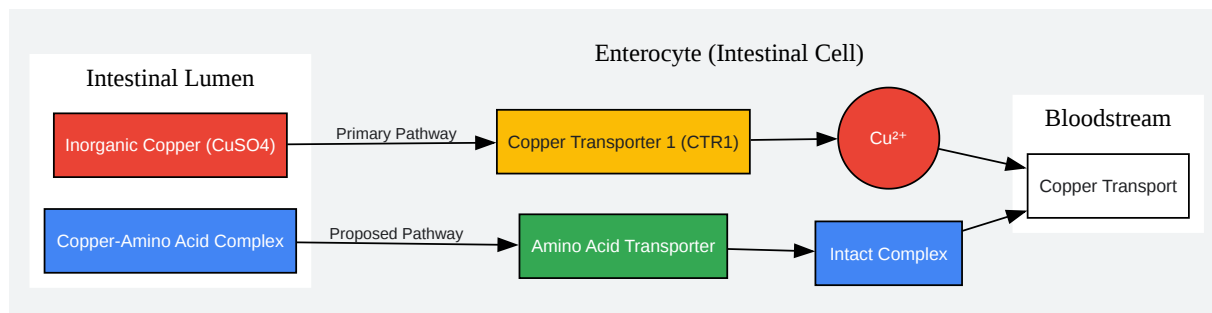 Enterocyte (Intestinal Cell)
Intestinal Lumen
Bloodstream
Inorganic Copper (CuSO4)
Primary Pathway
Copper Transporter 1 (CTR1)
Cu²⁺
Copper Transport
Copper-Amino Acid Complex
Proposed Pathway
Amino Acid Transporter
Intact Complex